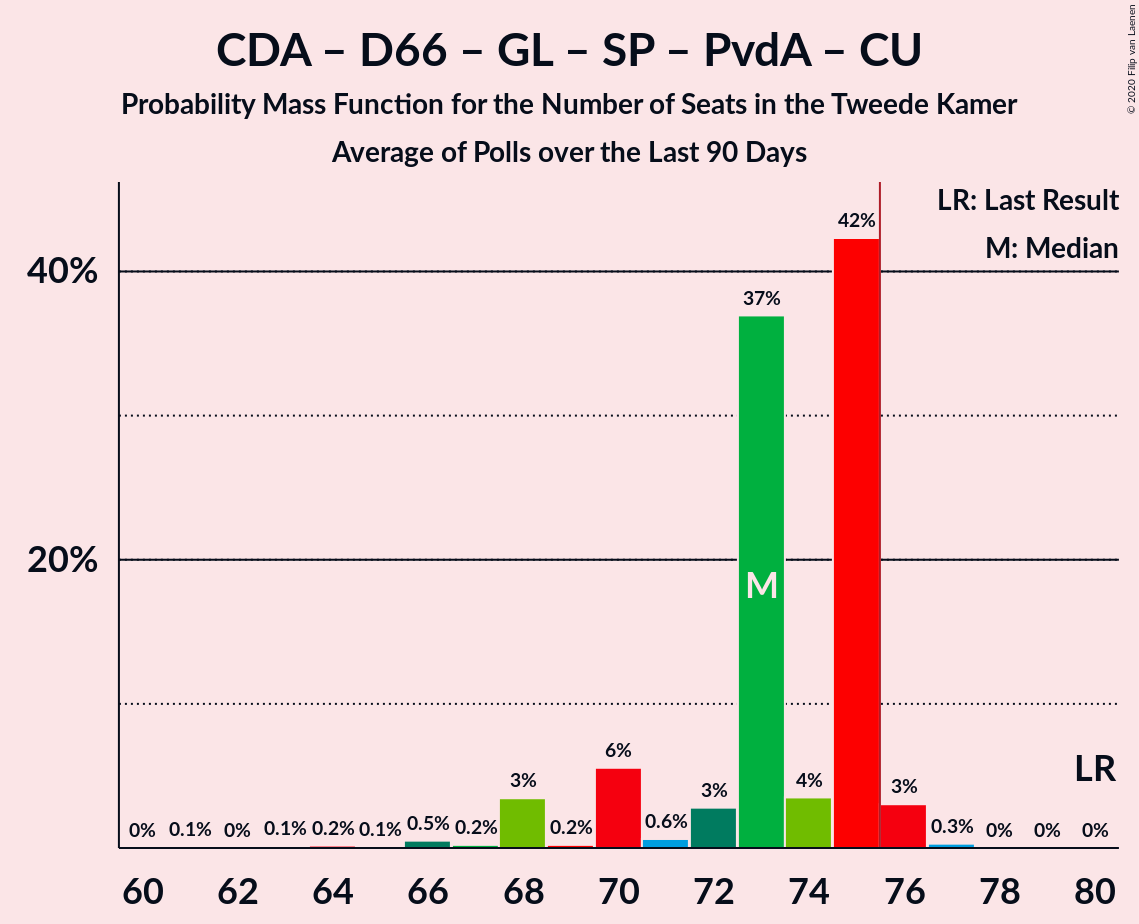 CDA – D66 – GL – SP – PvdA – CU
Probability Mass Function for the Number of Seats in the Tweede Kamer
Average of Polls over the Last 90 Days
© 2020 Filip van Laenen
LR: Last Result
M: Median
40%
20%
0% 0.1% 0% 0.1% 0.2% 0.1% 0.5% 0.2% 3% 0.2% 6% 0.6% 3% 37% 4% 42% 3% 0.3% 0% 0% 0%
M
LR
60 62 64 66 68 70 72 74 76 78 80